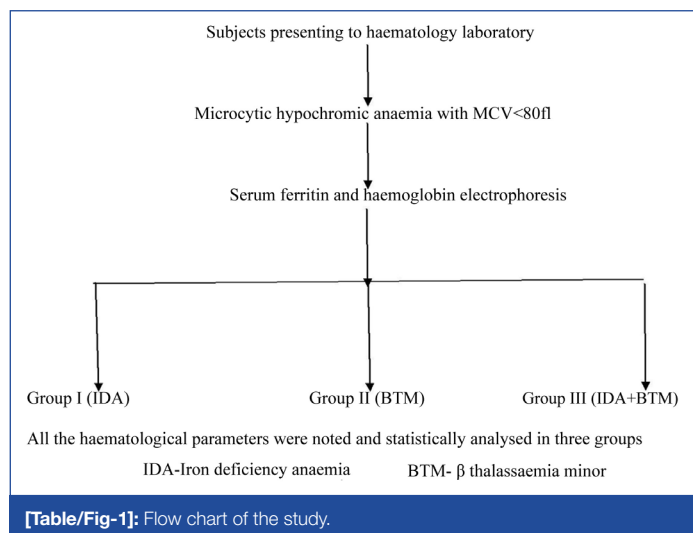 Subjects presenting to haematology laboratory
Microcytic hypochromic anaemia with MCV<80fl
Serum ferritin and haemoglobin electrophoresis
Group I (IDA)
Group II (BTM)
Group III (IDA+BTM)
All the haematological parameters were noted and statistically analysed in three groups
IDA-Iron deficiency anaemia
BTM- β thalassaemia minor
[Table/Fig-1]: Flow chart of the study.